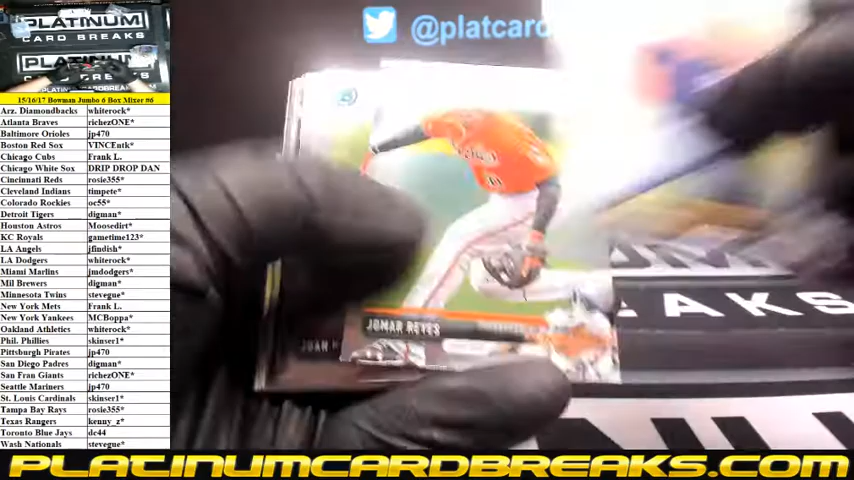 PLATINUM
CARD BREAKS
PLATINUM
@platcard
15/16/17 Bowman Jumbo 6 Box Mixer #6
Arz. Diamondbacks whiterock*
Atlanta Braves richezONE*
Baltimore Orioles jp470
Boston Red Sox VINCEntk*
Chicago Cubs Frank L.
Chicago White Sox DRIP DROP DAN
Cincinnati Reds rosie355*
Cleveland Indians timpete*
Colorado Rockies oc55*
Detroit Tigers digman*
Houston Astros Moosedirt*
KC Royals gametime123*
LA Angels jfindish*
LA Dodgers whiterock*
Miami Marlins jmdodgers*
Mil Brewers digman*
Minnesota Twins stevegue*
New York Mets Frank L.
New York Yankees MCBoppa*
Oakland Athletics whiterock*
Phil. Phillies skinser1*
Pittsburgh Pirates jp470
San Diego Padres digman*
San Fran Giants richezONE*
Seattle Mariners jp470
St. Louis Cardinals skinser1*
Tampa Bay Rays rosie355*
Texas Rangers kenny_z*
Toronto Blue Jays dc44
Wash Nationals stevegue*
JOMAR REYES
JUAN
EAKS
PLATINUMCARDBREAKS.COM